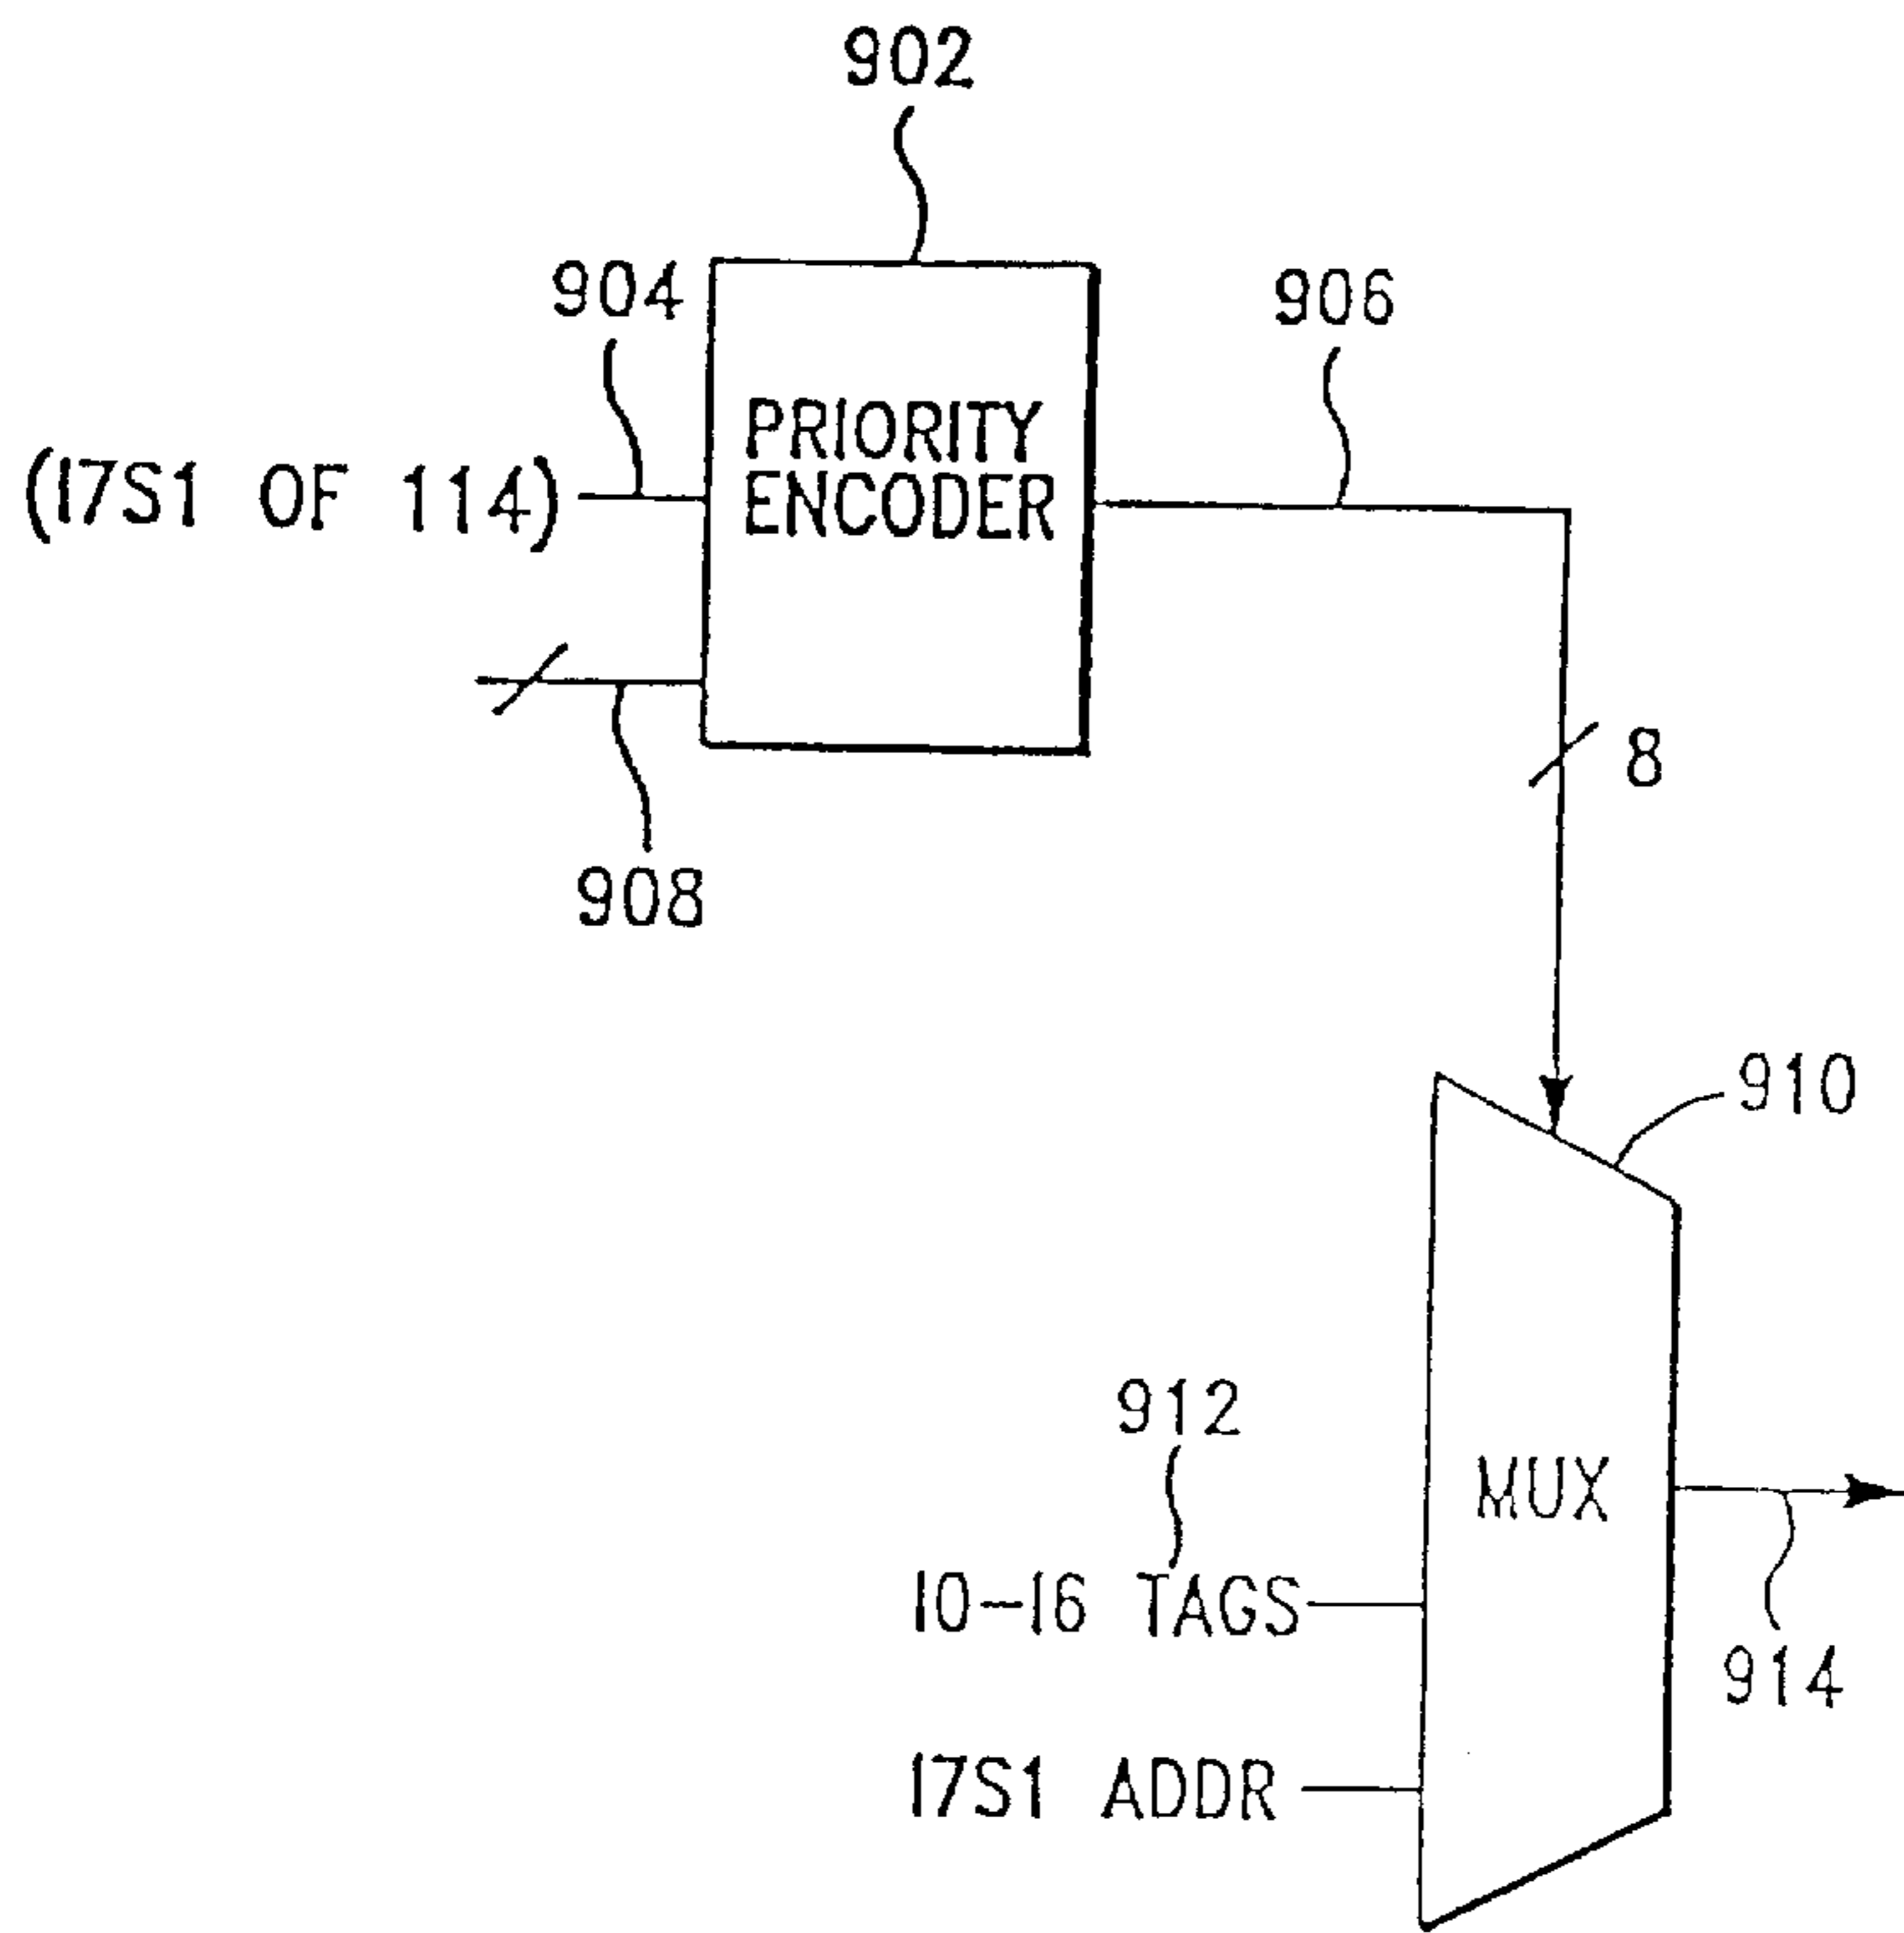 902
904
906
PRIORITY
ENCODER
(I7S1 OF 114)
8
908
910
912
MUX
I0-I6 TAGS
914
I7S1 ADDR